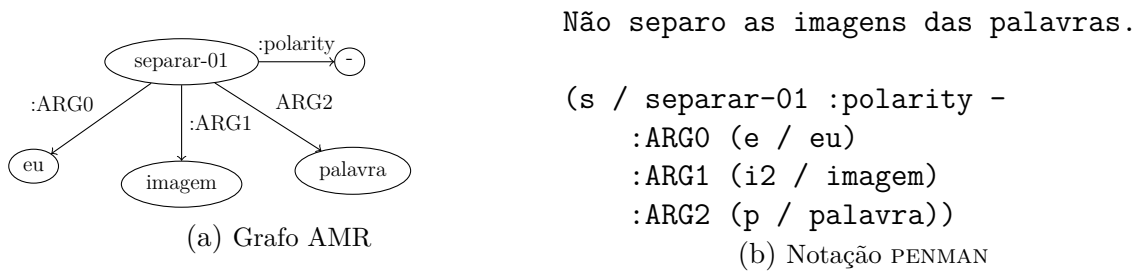 separar-01
:polarity
-
:ARG0
:ARG1
ARG2
eu
imagem
palavra
(a) Grafo AMR
Não separo as imagens das palavras.
(s / separar-01 :polarity -
:ARG0 (e / eu)
:ARG1 (i2 / imagem)
:ARG2 (p / palavra))
(b) Notação PENMAN